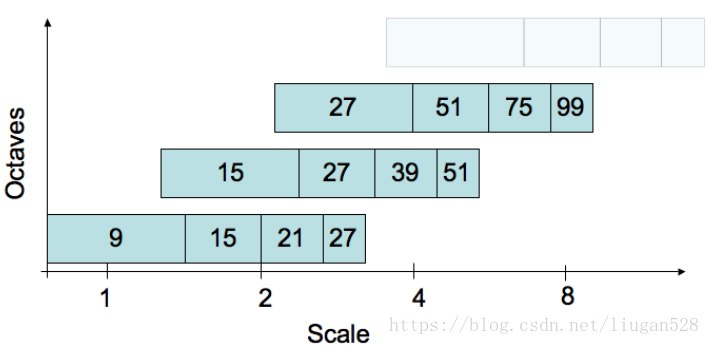 Octaves
27 51 75 99
15 27 39 51
9 15 21 27
1 2 4 8
Scale
https://blog.csdn.net/liugan528